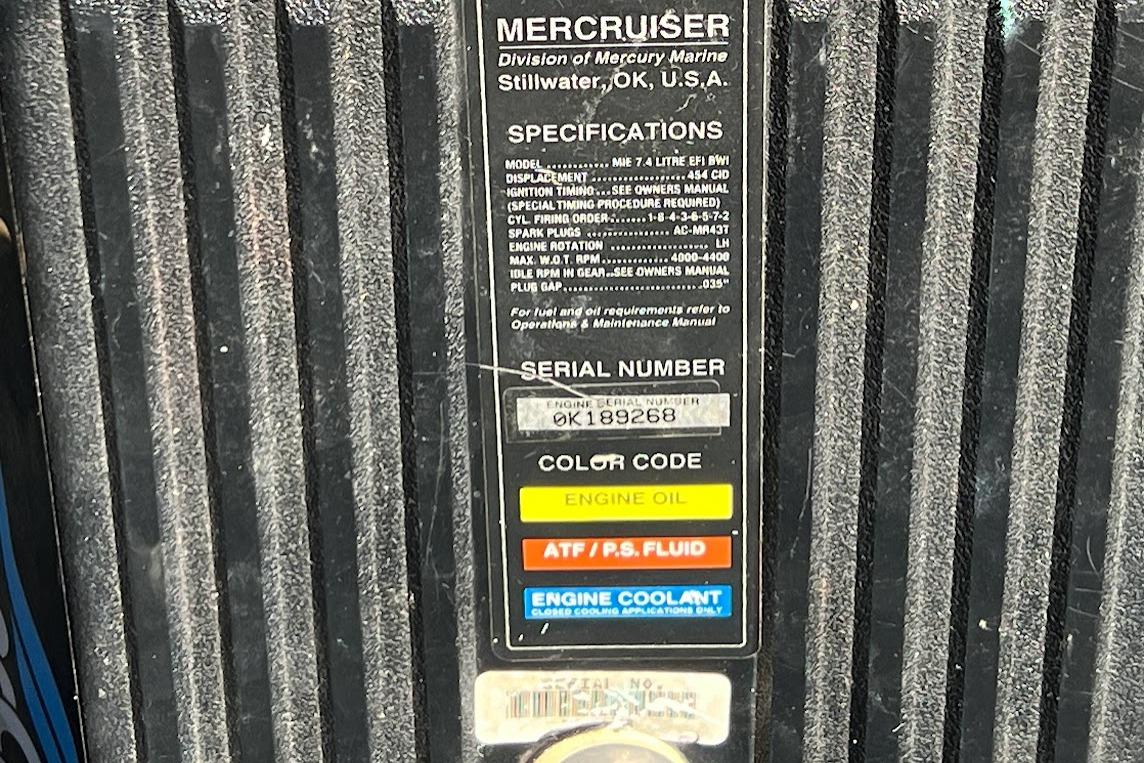 MERCRUISER
Division of Mercury Marine
Stillwater, OK, U.S.A.
SPECIFICATIONS
MODEL ............ MIE 7.4 LITRE EFI BWI
DISPLACEMENT .................. 454 CID
IGNITION TIMING....SEE OWNERS MANUAL
(SPECIAL TIMING PROCEDURE REQUIRED)
CYL. FIRING ORDER........1-8-4-3-6-5-7-2
SPARK PLUGS ................ AC-MR43T
ENGINE ROTATION ................... LH
MAX. W.O.T. RPM.............4000-4400
IDLE RPM IN GEAR...SEE OWNERS MANUAL
PLUG GAP...........................035"
For fuel and oil requirements refer to
Operations & Maintenance Manual
SERIAL NUMBER
ENGINE SERIAL NUMBER
0K189268
COLOR CODE
ENGINE OIL
ATF / P.S. FLUID
ENGINE COOLANT
CLOSED COOLING APPLICATIONS ONLY
SERIAL NO.